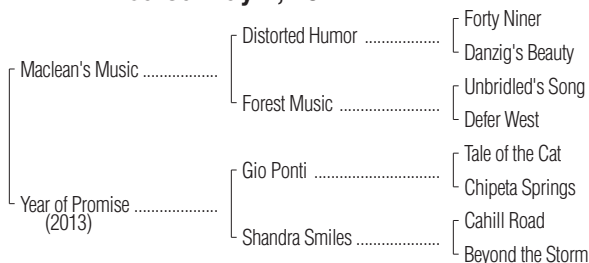 Forty Niner
Distorted Humor ..................
Danzig's Beauty
Maclean's Music ..................
Unbridled's Song
Forest Music ........................
Defer West
Tale of the Cat
Gio Ponti ..............................
Chipeta Springs
Year of Promise ....................
(2013)
Cahill Road
Shandra Smiles ....................
Beyond the Storm